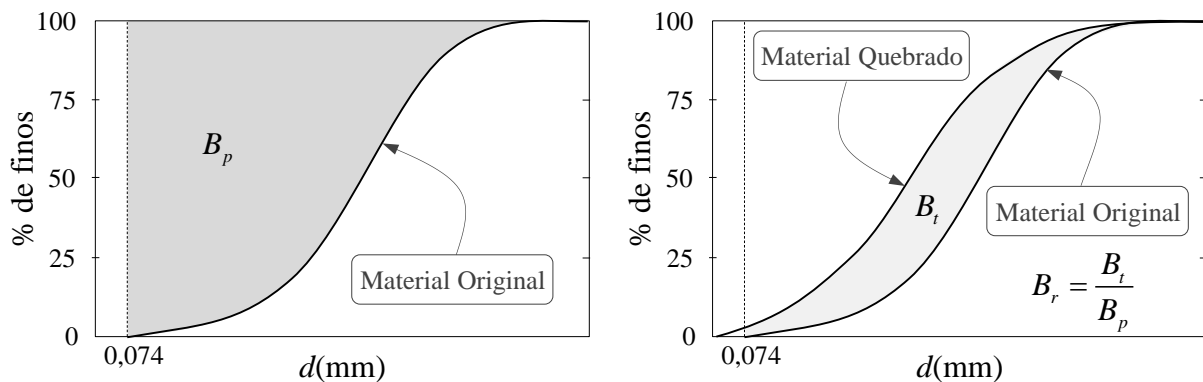 100
75
50
25
0
% de finos
B_p
Material Original
0,074
d(mm)
100
75
50
25
0
% de finos
Material Quebrado
B_t
Material Original
B_r = B_t / B_p
0,074
d(mm)